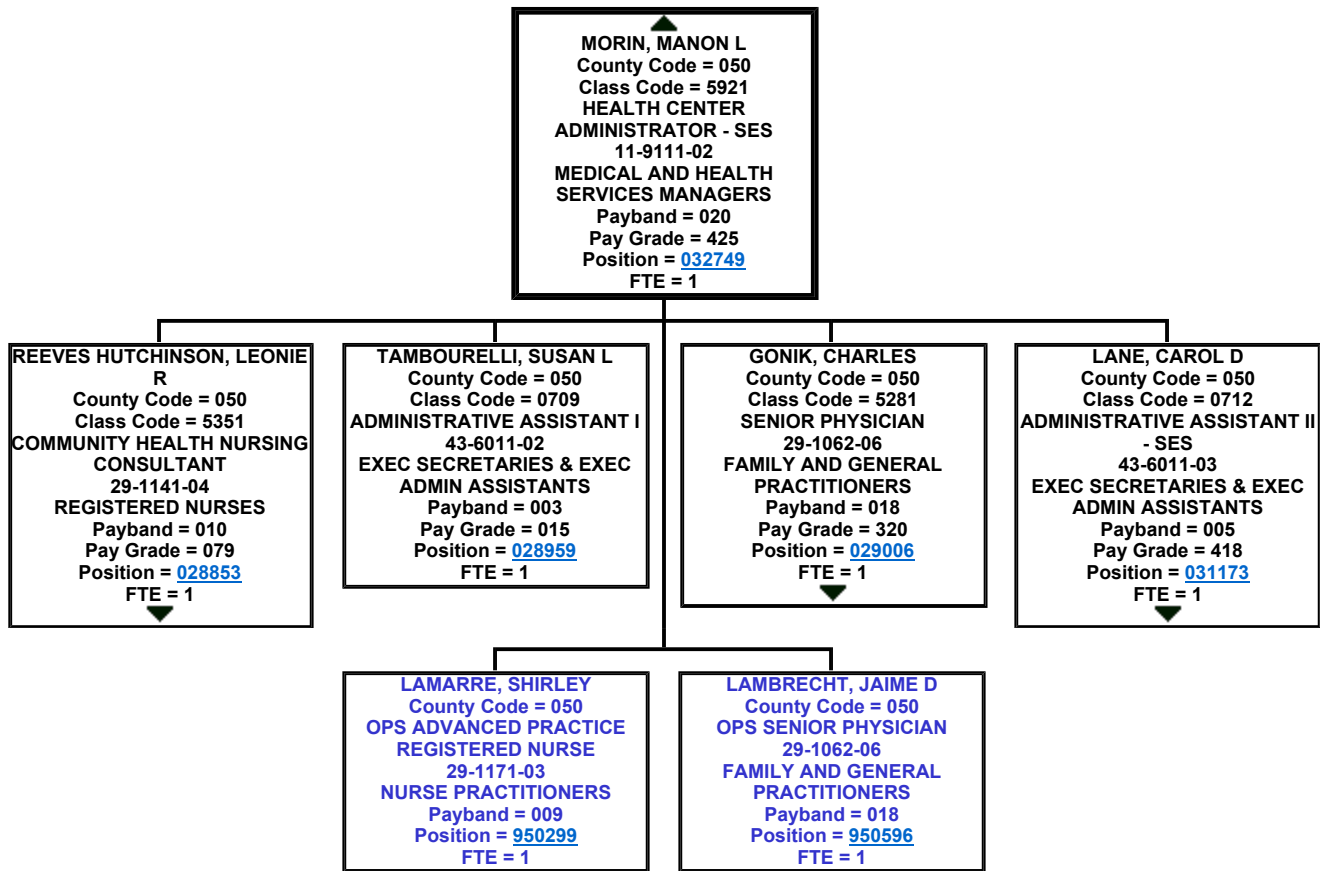 MORIN, MANON L
County Code = 050
Class Code = 5921
HEALTH CENTER
ADMINISTRATOR - SES
11-9111-02
MEDICAL AND HEALTH
SERVICES MANAGERS
Payband = 020
Pay Grade = 425
Position = 032749
FTE = 1
REEVES HUTCHINSON, LEONIE
R
County Code = 050
Class Code = 5351
COMMUNITY HEALTH NURSING
CONSULTANT
29-1141-04
REGISTERED NURSES
Payband = 010
Pay Grade = 079
Position = 028853
FTE = 1
TAMBOURELLI, SUSAN L
County Code = 050
Class Code = 0709
ADMINISTRATIVE ASSISTANT I
43-6011-02
EXEC SECRETARIES & EXEC
ADMIN ASSISTANTS
Payband = 003
Pay Grade = 015
Position = 028959
FTE = 1
GONIK, CHARLES
County Code = 050
Class Code = 5281
SENIOR PHYSICIAN
29-1062-06
FAMILY AND GENERAL
PRACTITIONERS
Payband = 018
Pay Grade = 320
Position = 029006
FTE = 1
LANE, CAROL D
County Code = 050
Class Code = 0712
ADMINISTRATIVE ASSISTANT II
- SES
43-6011-03
EXEC SECRETARIES & EXEC
ADMIN ASSISTANTS
Payband = 005
Pay Grade = 418
Position = 031173
FTE = 1
LAMARRE, SHIRLEY
County Code = 050
OPS ADVANCED PRACTICE
REGISTERED NURSE
29-1171-03
NURSE PRACTITIONERS
Payband = 009
Position = 950299
FTE = 1
LAMBRECHT, JAIME D
County Code = 050
OPS SENIOR PHYSICIAN
29-1062-06
FAMILY AND GENERAL
PRACTITIONERS
Payband = 018
Position = 950596
FTE = 1